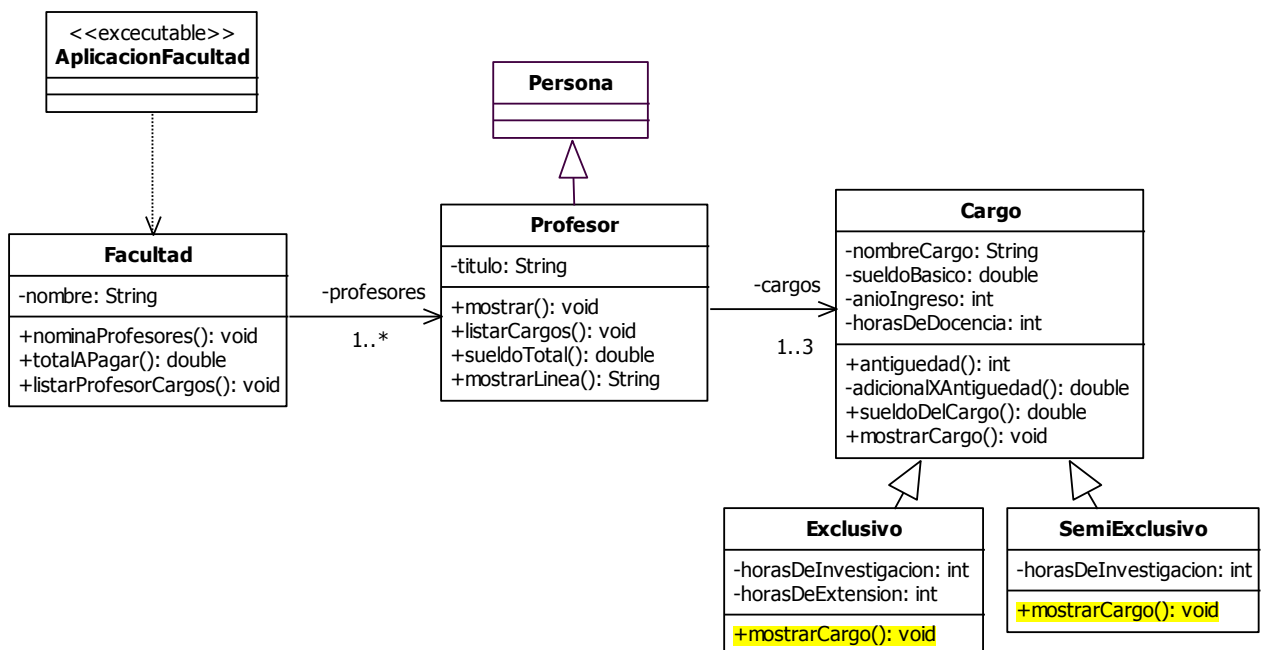 <<excecutable>>
AplicacionFacultad
Persona
Facultad
-nombre: String
+nominaProfesores(): void
+totalAPagar(): double
+listarProfesorCargos(): void
-profesores
1..*
Profesor
-titulo: String
+mostrar(): void
+listarCargos(): void
+sueldoTotal(): double
+mostrarLinea(): String
-cargos
1..3
Cargo
-nombreCargo: String
-sueldoBasico: double
-anioIngreso: int
-horasDeDocencia: int
+antiguedad(): int
-adicionalXAntiguedad(): double
+sueldoDelCargo(): double
+mostrarCargo(): void
Exclusivo
-horasDeInvestigacion: int
-horasDeExtension: int
+mostrarCargo(): void
SemiExclusivo
-horasDeInvestigacion: int
+mostrarCargo(): void